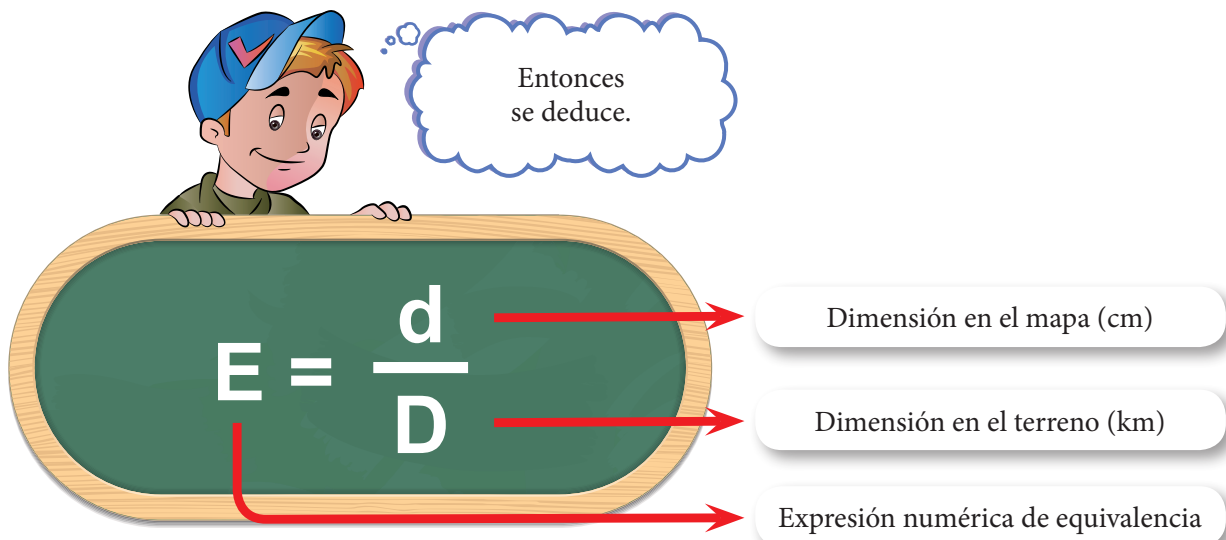 Entonces
se deduce.
E = d
D
Dimensión en el mapa (cm)
Dimensión en el terreno (km)
Expresión numérica de equivalencia